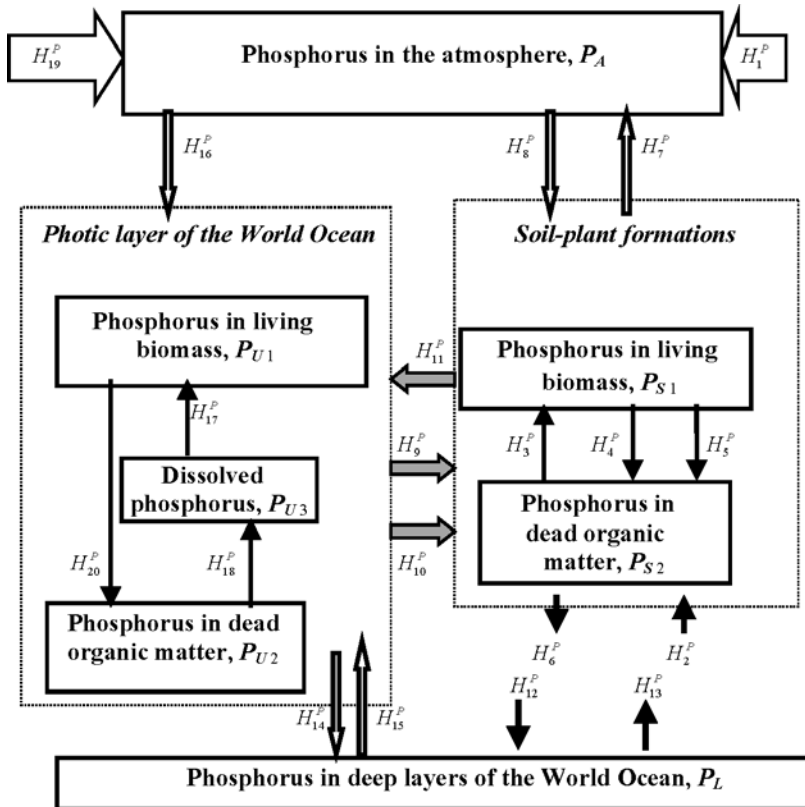 Phosphorus in the atmosphere, P_A
H_19^P
H_1^P
H_16^P
H_8^P
H_7^P
Photic layer of the World Ocean
Soil-plant formations
Phosphorus in living
biomass, P_U1
H_11^P
Phosphorus in living
biomass, P_S1
H_17^P
H_9^P
H_3^P
H_4^P
H_5^P
Dissolved
phosphorus, P_U3
Phosphorus in
dead organic
matter, P_S2
H_20^P
H_18^P
H_10^P
Phosphorus in dead
organic matter, P_U2
H_6^P
H_2^P
H_12^P
H_13^P
H_14^P
H_15^P
Phosphorus in deep layers of the World Ocean, P_L